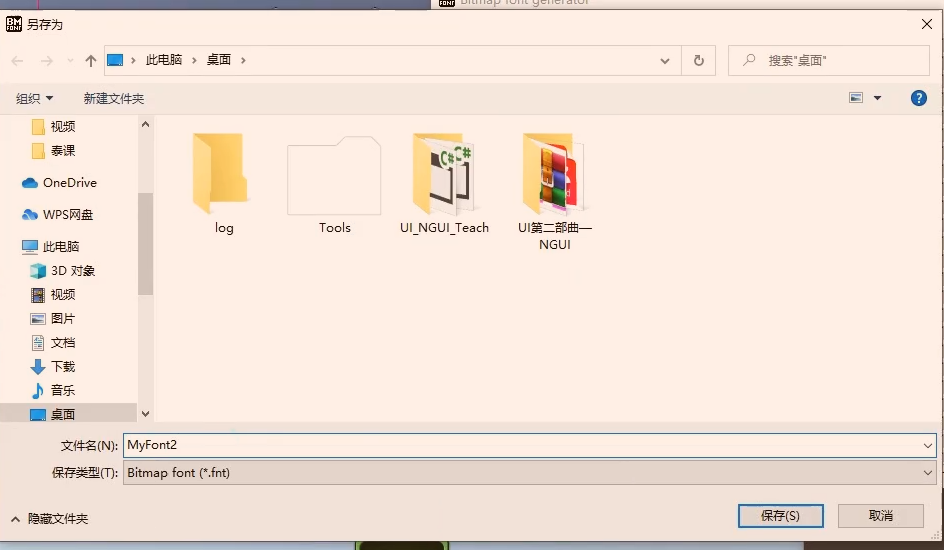 Bitmap font generator
BM
FONT
另存为
此电脑
桌面
搜索"桌面"
组织
新建文件夹
视频
泰课
OneDrive
WPS网盘
此电脑
3D 对象
视频
图片
文档
下载
音乐
桌面
log
Tools
UI_NGUI_Teach
UI第二部曲—
NGUI
文件名(N):
MyFont2
保存类型(T):
Bitmap font (*.fnt)
隐藏文件夹
保存(S)
取消